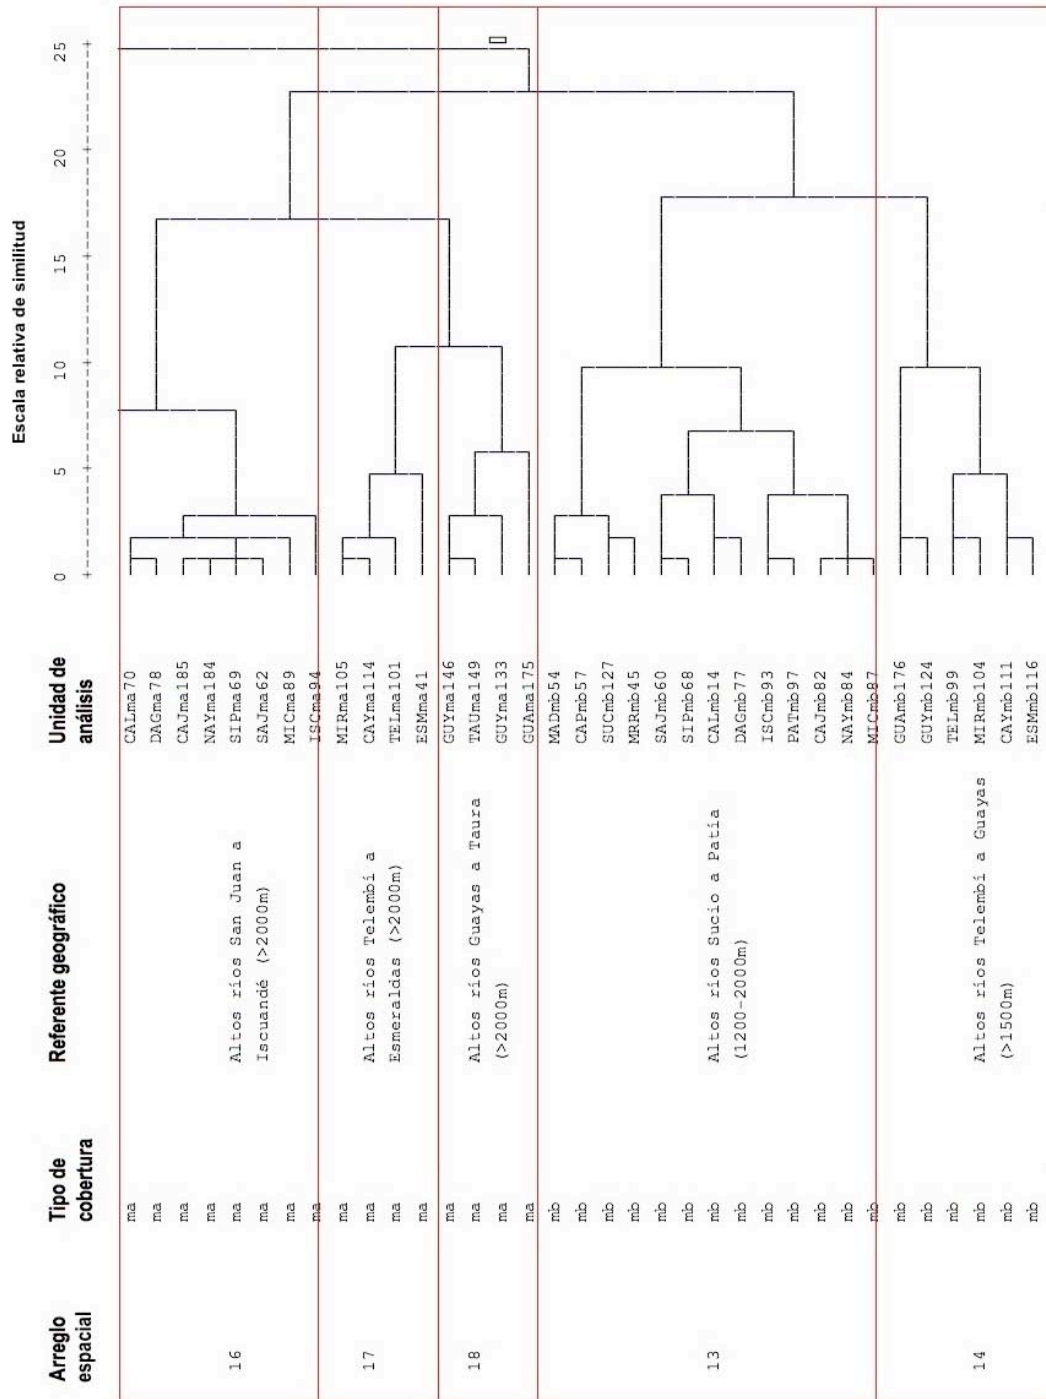 Escala relativa de similitud
Arreglo espacial Tipo de cobertura Referente geográfico Unidad de análisis 0 5 10 15 20 25
ma CALma70
ma DAGma78
ma CAJma185
ma NAYma184
16 ma Altos ríos San Juan a SIPma69
ma Iscuandé (>2000m) SAJma62
ma MICma89
ma ISCma94
ma MIRma105
17 ma Altos ríos Telembí a CAYma114
ma Esmeraldas (>2000m) TELma101
ma ESMma41
ma GUYma146
18 ma Altos ríos Guayas a Taura TAUma149
ma (>2000m) GUYma133
ma GUAma175
mb MADmb54
mb CAPmb57
mb SUCmb127
mb MRRmb45
mb SAJmb60
mb SIPmb68
13 mb Altos ríos Sucio a Patía CALmb14
mb (1200-2000m) DAGmb77
mb ISCmb93
mb PATmb97
mb CAJmb82
mb NAYmb84
mb MICmb87
mb GUAmb176
mb GUYmb124
mb TELmb99
14 mb Altos ríos Telembí a Guayas MIRmb104
mb (>1500m) CAYmb111
mb ESMmb116